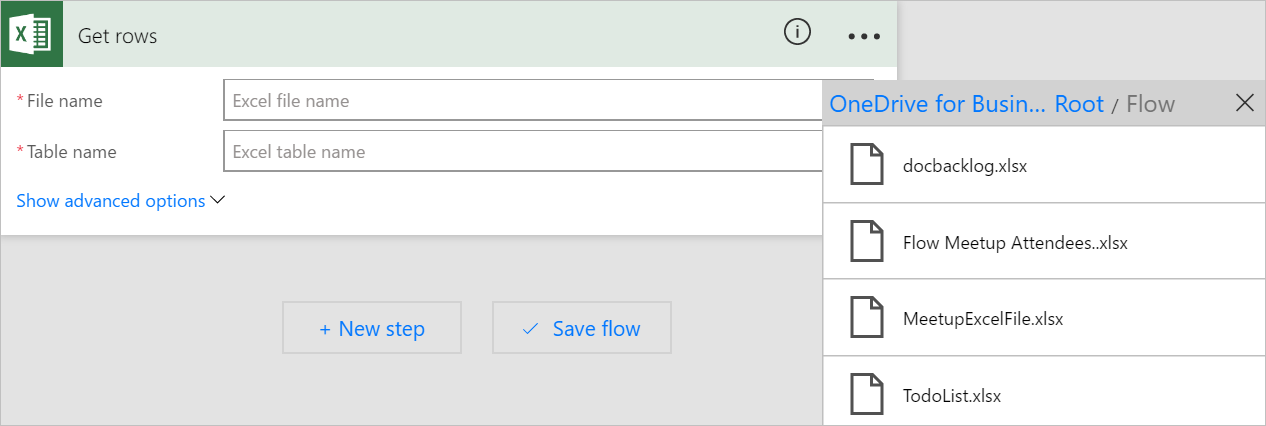 Get rows
* File name
Excel file name
* Table name
Excel table name
Show advanced options
+ New step
Save flow
OneDrive for Busin... Root / Flow
docbacklog.xlsx
Flow Meetup Attendees..xlsx
MeetupExcelFile.xlsx
TodoList.xlsx